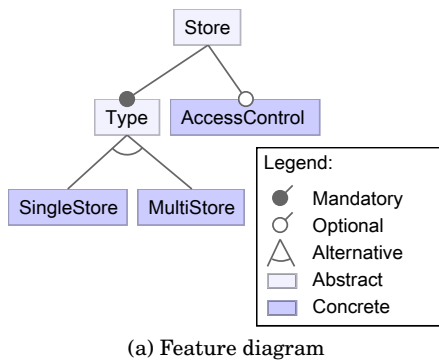 Store
Type
AccessControl
SingleStore
MultiStore
Legend:
Mandatory
Optional
Alternative
Abstract
Concrete
(a) Feature diagram